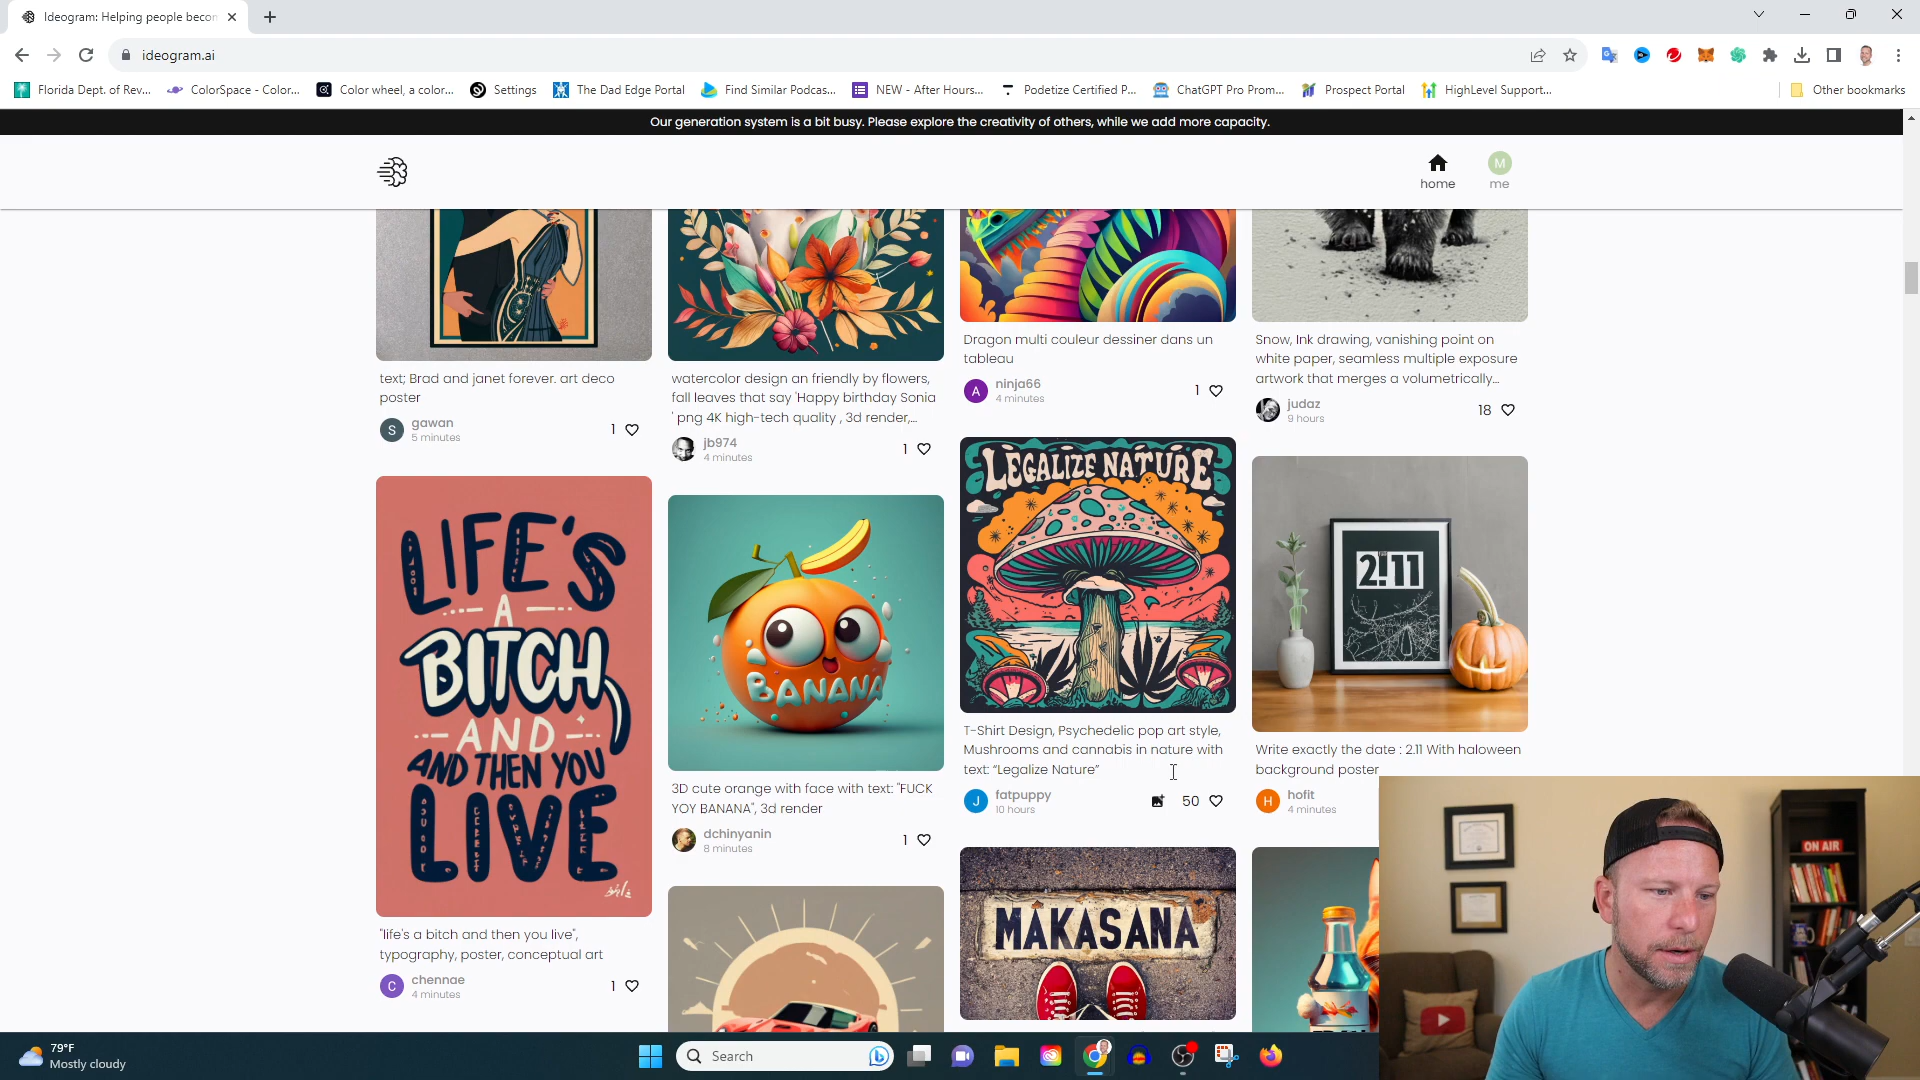 Ideogram: Helping people becom
ideogram.ai
Florida Dept. of Rev...
ColorSpace - Color...
Color wheel, a color...
Settings
The Dad Edge Portal
Find Similar Podcas...
NEW - After Hours...
Podetize Certified P...
ChatGPT Pro Prom...
Prospect Portal
HighLevel Support...
Other bookmarks
Our generation system is a bit busy. Please explore the creativity of others, while we add more capacity.
home
M
me
text; Brad and janet forever. art deco
poster
S
gawan
5 minutes
1
LIFE'S
A
BITCH
AND
AND THEN YOU
LIVE
"life's a bitch and then you live",
typography, poster, conceptual art
C
chennae
4 minutes
1
watercolor design an friendly by flowers,
fall leaves that say 'Happy birthday Sonia
' png 4K high-tech quality , 3d render,...
jb974
4 minutes
1
BANANA
3D cute orange with face with text: "FUCK
YOY BANANA", 3d render
dchinyanin
8 minutes
1
Dragon multi couleur dessiner dans un
tableau
A
ninja66
4 minutes
1
LEGALIZE NATURE
T-Shirt Design, Psychedelic pop art style,
Mushrooms and cannabis in nature with
text: “Legalize Nature”
J
fatpuppy
10 hours
50
MAKASANA
Snow, Ink drawing, vanishing point on
white paper, seamless multiple exposure
artwork that merges a volumetrically...
judaz
9 hours
18
2.11
Write exactly the date : 2.11 With haloween
background poster
H
hofit
4 minutes
ON AIR
79°F
Mostly cloudy
Search